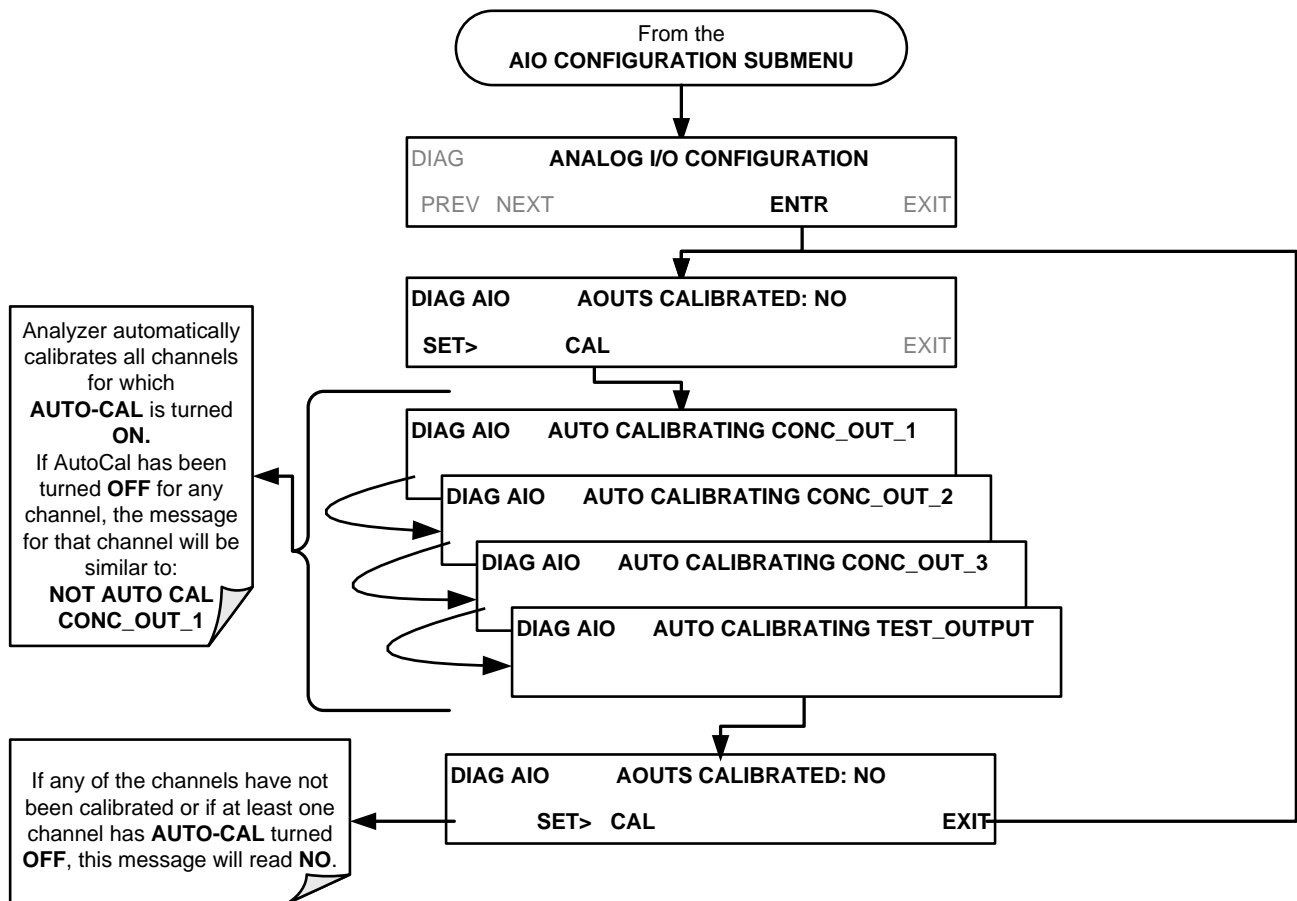 From the
AIO CONFIGURATION SUBMENU
DIAG ANALOG I/O CONFIGURATION
PREV NEXT ENTR EXIT
DIAG AIO AOUTS CALIBRATED: NO
SET> CAL EXIT
Analyzer automatically
calibrates all channels
for which
AUTO-CAL is turned
ON.
If AutoCal has been
turned OFF for any
channel, the message
for that channel will be
similar to:
NOT AUTO CAL
CONC_OUT_1
DIAG AIO AUTO CALIBRATING CONC_OUT_1
DIAG AIO AUTO CALIBRATING CONC_OUT_2
DIAG AIO AUTO CALIBRATING CONC_OUT_3
DIAG AIO AUTO CALIBRATING TEST_OUTPUT
If any of the channels have not
been calibrated or if at least one
channel has AUTO-CAL turned
OFF, this message will read NO.
DIAG AIO AOUTS CALIBRATED: NO
SET> CAL EXIT